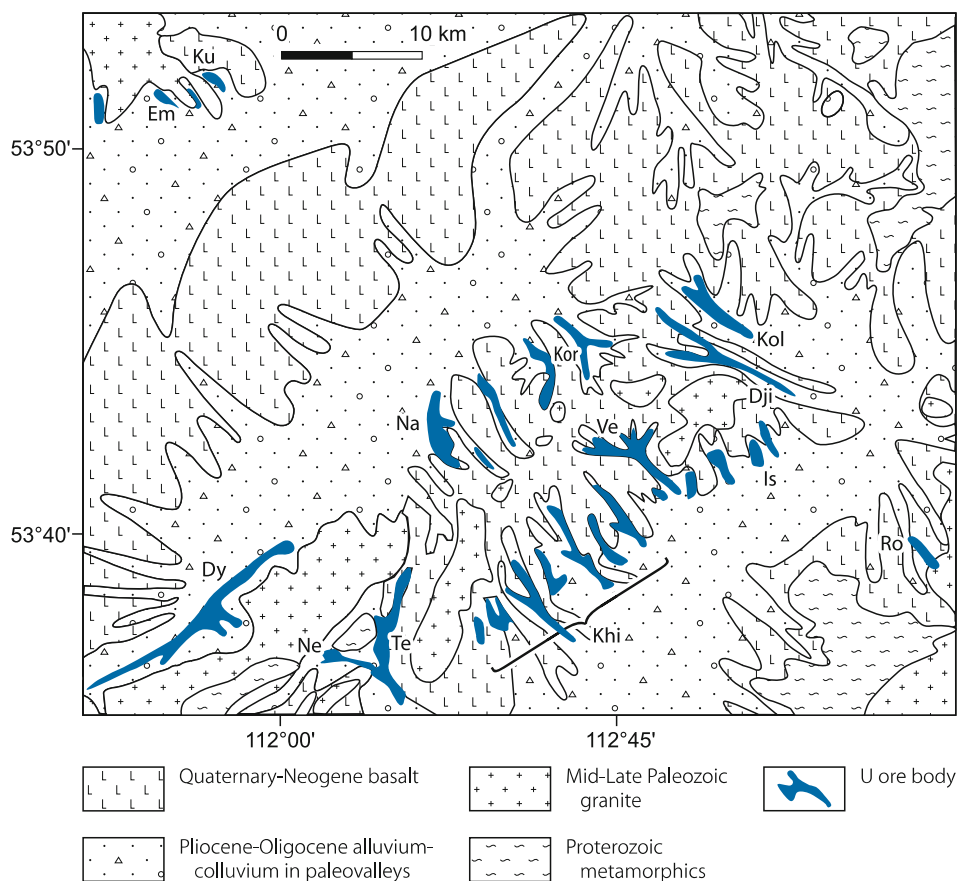 0 10 km
Ku
Em
53°50'
Kol
Kor
Dji
Na
Ve
Is
53°40'
Ro
Dy
Khi
Ne
Te
112°00' 112°45'
Quaternary-Neogene basalt
Mid-Late Paleozoic
granite
U ore body
Pliocene-Oligocene alluvium-
colluvium in paleovalleys
Proterozoic
metamorphics